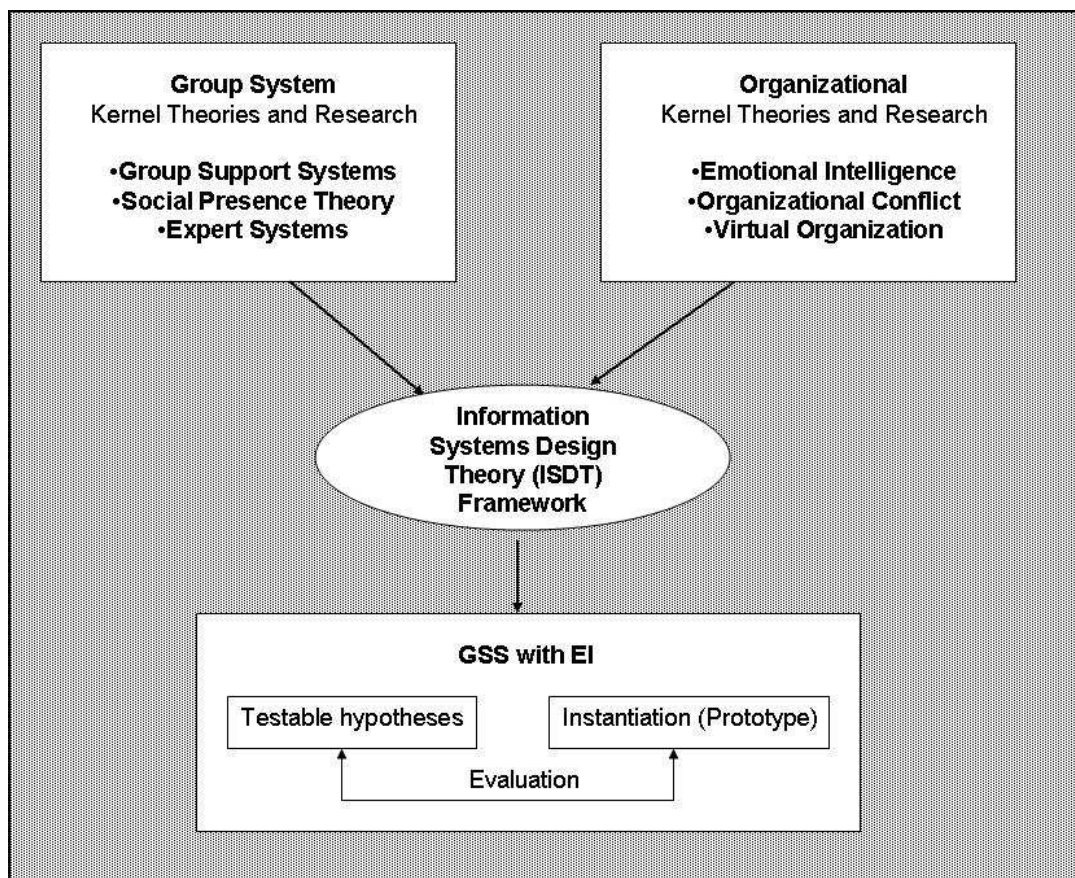 Group System
Kernel Theories and Research
•Group Support Systems
•Social Presence Theory
•Expert Systems
Organizational
Kernel Theories and Research
•Emotional Intelligence
•Organizational Conflict
•Virtual Organization
Information
Systems Design
Theory (ISDT)
Framework
GSS with EI
Testable hypotheses
Instantiation (Prototype)
Evaluation